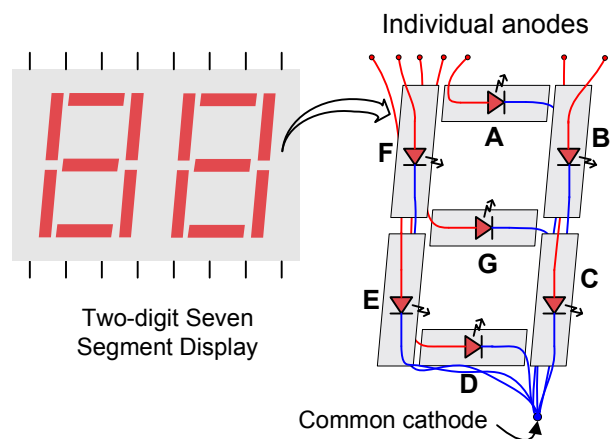 Individual anodes
A
B
F
G
E
C
Two-digit Seven
Segment Display
D
Common cathode